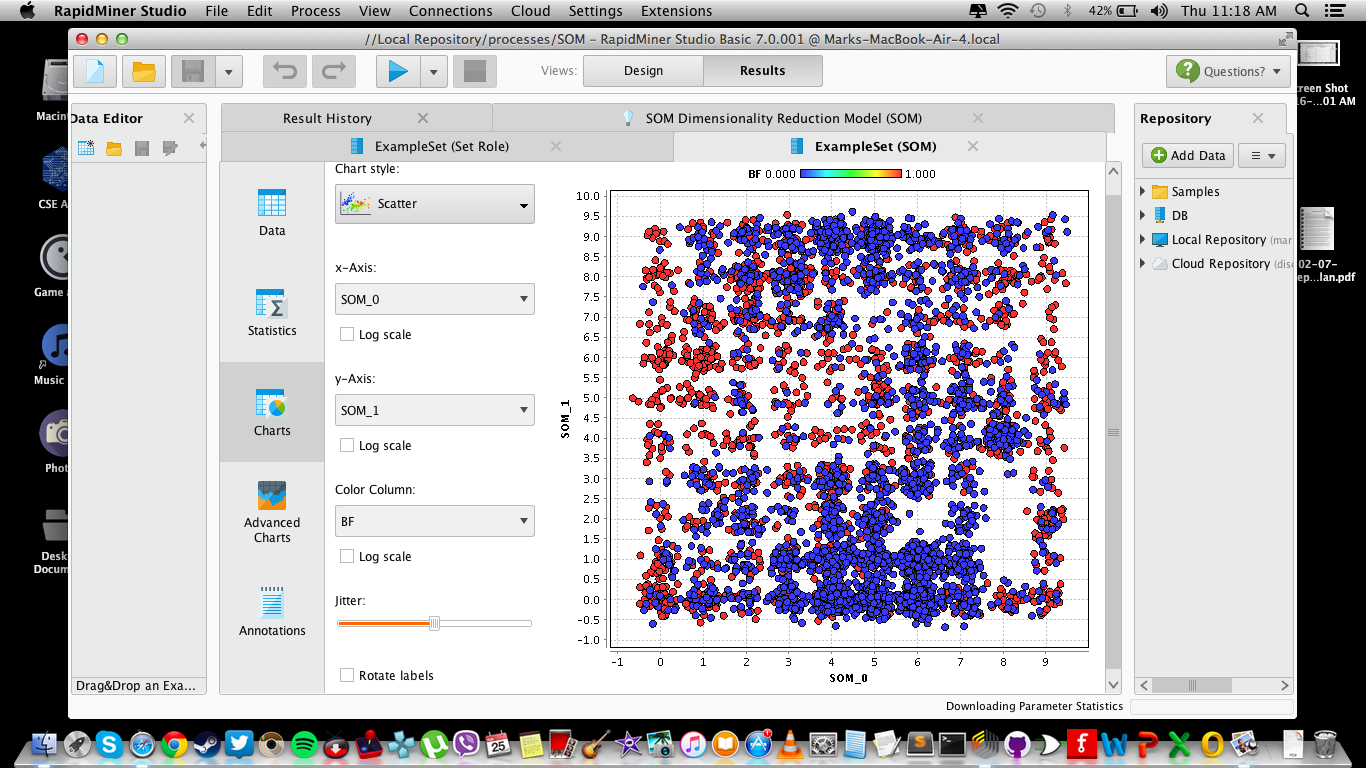 RapidMiner Studio File Edit Process View Connections Cloud Settings Extensions 42% Thu 11:18 AM
//Local Repository/processes/SOM – RapidMiner Studio Basic 7.0.001 @ Marks-MacBook-Air-4.local
Views: Design Results Questions?
Data Editor
Result History
SOM Dimensionality Reduction Model (SOM)
ExampleSet (Set Role)
ExampleSet (SOM)
Data
Statistics
Charts
Advanced
Charts
Annotations
Chart style:
Scatter
x-Axis:
SOM_0
Log scale
y-Axis:
SOM_1
Log scale
Color Column:
BF
Log scale
Jitter:
Rotate labels
BF 0.000 1.000
10.0
9.5
9.0
8.5
8.0
7.5
7.0
6.5
6.0
5.5
5.0
4.5
4.0
3.5
3.0
2.5
2.0
1.5
1.0
0.5
0.0
-0.5
-1.0
SOM_1
-1 0 1 2 3 4 5 6 7 8 9
SOM_0
Repository
Add Data
Samples
DB
Local Repository (mar
Cloud Repository (disc
Drag&Drop an Exa...
Downloading Parameter Statistics
Macint
CSE A
Game a
Music
Phot
Desk
Docum
creen Shot
16-...01 AM
02-07-
ep...lan.pdf
25